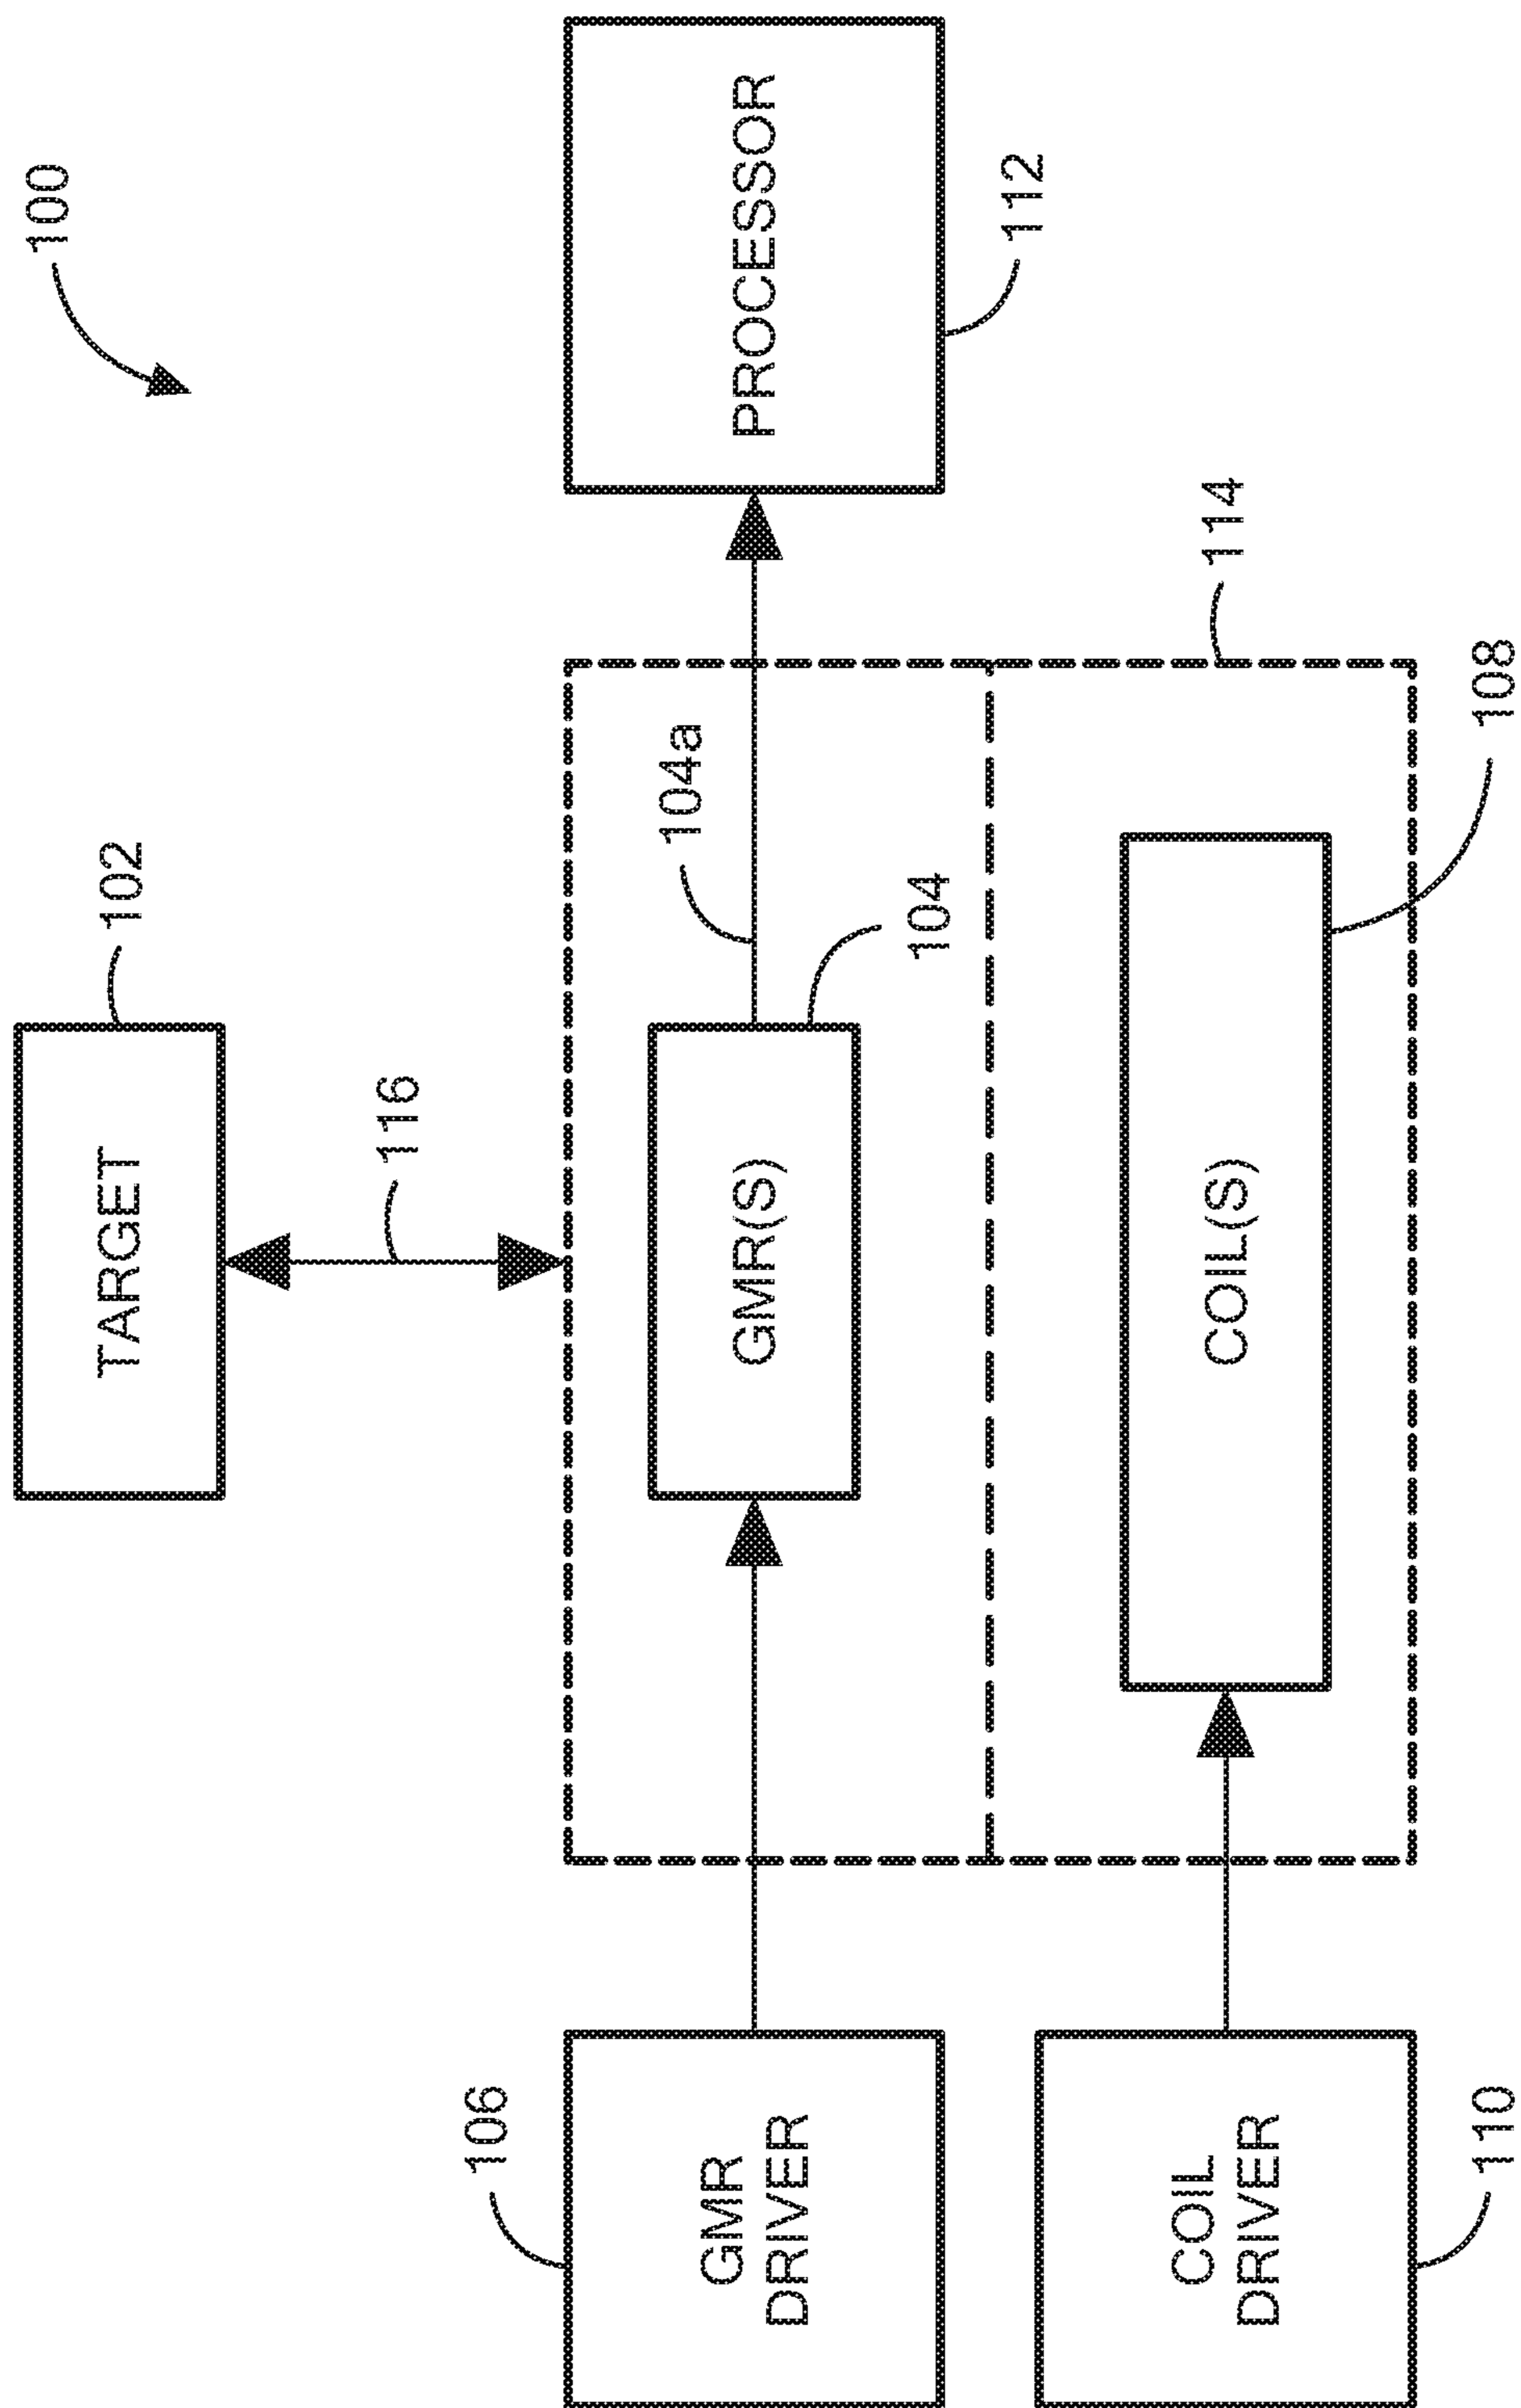 100
TARGET
102
116
GMR
DRIVER
106
GMR(S)
104a
104
PROCESSOR
112
114
COIL
DRIVER
110
COIL(S)
108